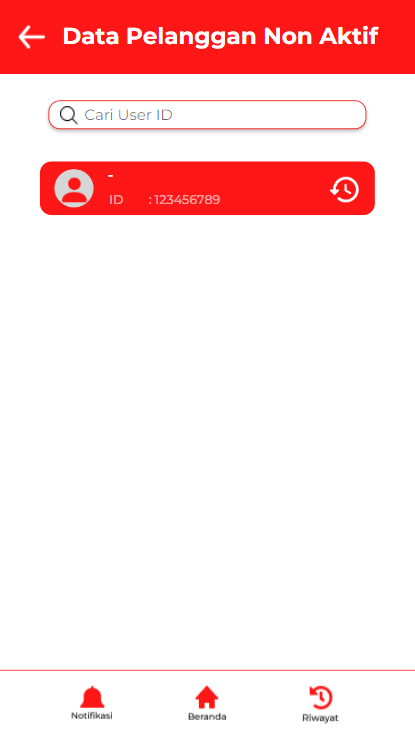 Data Pelanggan Non Aktif
Cari User ID
-
ID : 123456789
Notifikasi
Beranda
Riwayat